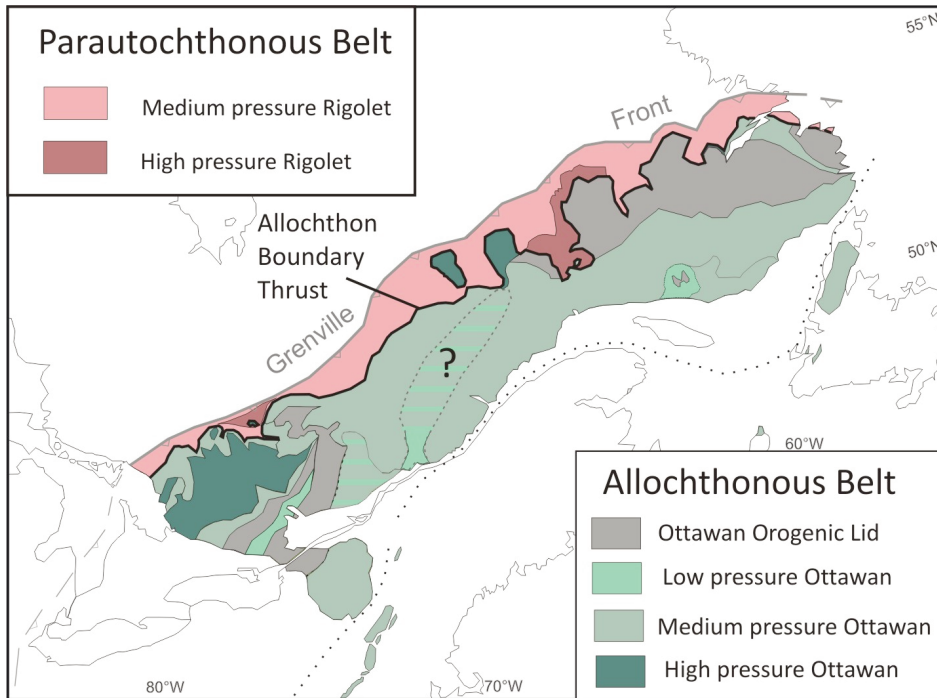 Parautochthonous Belt
Medium pressure Rigolet
High pressure Rigolet
55°N
Front
Allochthon
Boundary
Thrust
50°N
Grenville
?
60°W
Allochthonous Belt
Ottawan Orogenic Lid
Low pressure Ottawan
Medium pressure Ottawan
High pressure Ottawan
80°W
70°W